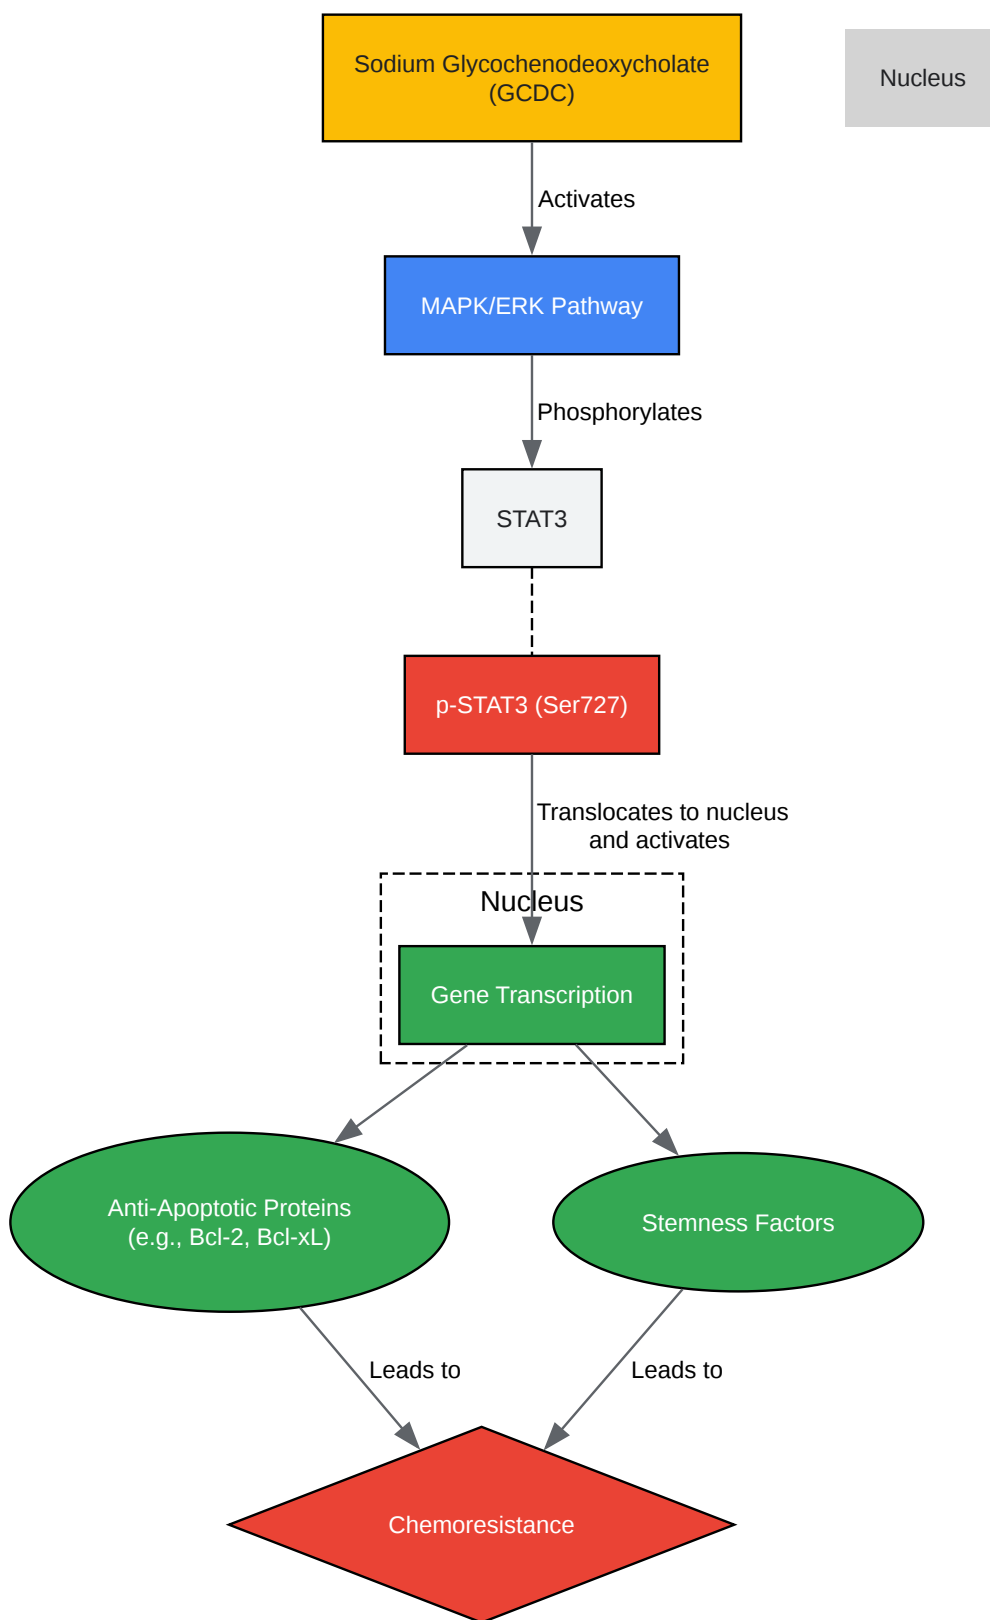 Sodium Glycochenodeoxycholate
(GCDC)
Nucleus
Activates
MAPK/ERK Pathway
Phosphorylates
STAT3
p-STAT3 (Ser727)
Translocates to nucleus
and activates
Nucleus
Gene Transcription
Anti-Apoptotic Proteins
(e.g., Bcl-2, Bcl-xL)
Stemness Factors
Leads to
Leads to
Chemoresistance